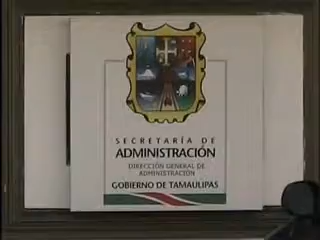 SECRETARÍA DE
ADMINISTRACIÓN
DIRECCIÓN GENERAL DE
ADMINISTRACIÓN
GOBIERNO DE TAMAULIPAS